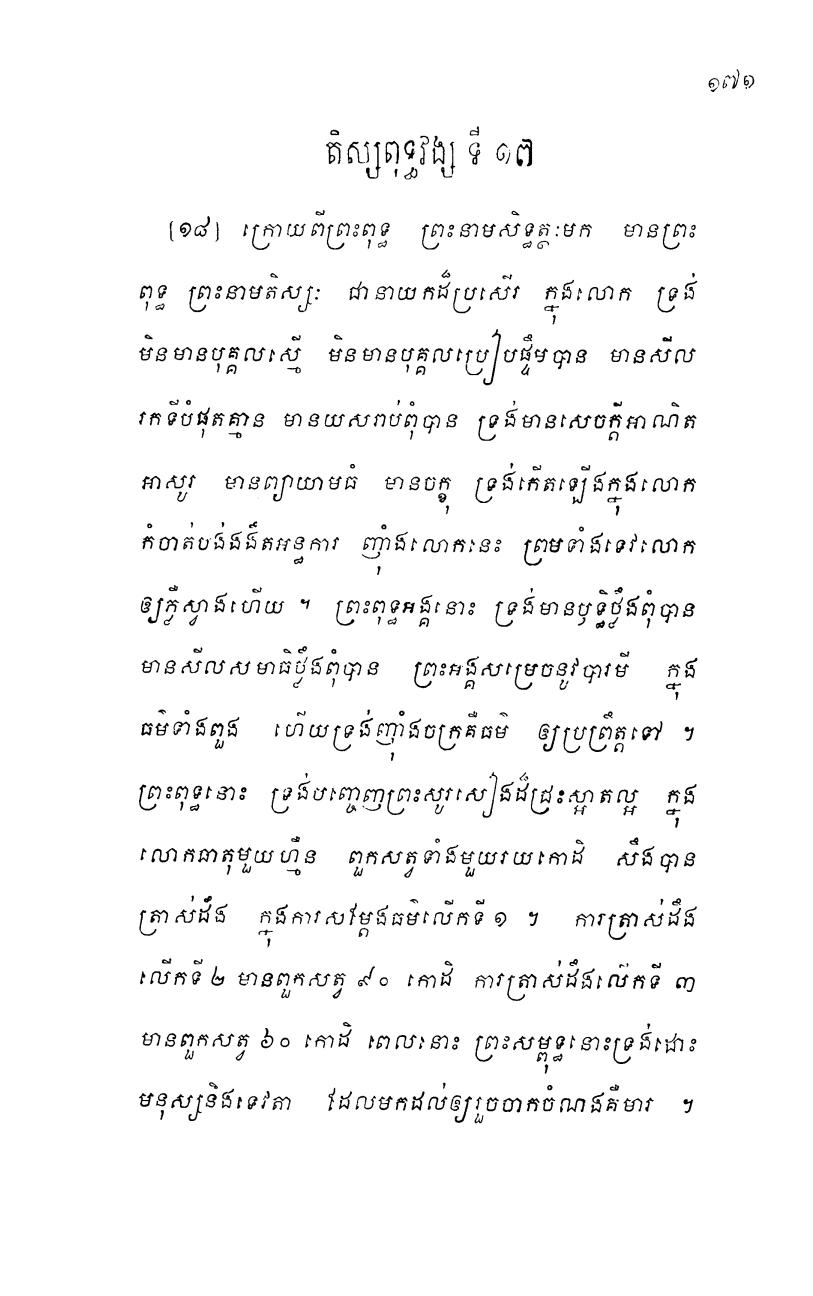 ១៧១
តិស្សពុទ្ធវង្ស ទី ១៧
[១៨] ក្រោយពីព្រះពុទ្ធ ព្រះនាមសិទ្ធត្ថៈមក មានព្រះ
ពុទ្ធ ព្រះនាមតិស្សៈ ជានាយកដ៏ប្រសើរ ក្នុងលោក ទ្រង់
មិនមានបុគ្គលស្មើ មិនមានបុគ្គលប្រៀបផ្ទឹមបាន មានសីល
រកទីបំផុតគ្មាន មានយសរាប់ពុំបាន ទ្រង់មានសេចក្តីអាណិត
អាសូរ មានព្យាយាមធំ មានចក្ខុ ទ្រង់កើតឡើងក្នុងលោក
កំចាត់បង់ងងឹតអន្ធការ ញ៉ាំងលោកនេះ ព្រមទាំងទេវលោក
ឲ្យភ្លឺស្វាងហើយ ។ ព្រះពុទ្ធអង្គនោះ ទ្រង់មានឫទ្ធិថ្លឹងពុំបាន
មានសីលសមាធិថ្លឹងពុំបាន ព្រះអង្គសម្រេចនូវបារមី ក្នុង
ធម៌ទាំងពួង ហើយទ្រង់ញ៉ាំងចក្រគឺធម៌ ឲ្យប្រព្រឹត្តទៅ ។
ព្រះពុទ្ធនោះ ទ្រង់បញ្ចេញព្រះសូរសៀងដ៏ជ្រះស្អាតល្អ ក្នុង
លោកធាតុមួយហ្មឺន ពួកសត្វទាំងមួយរយកោដិ សឹងបាន
ត្រាស់ដឹង ក្នុងការសម្តែងធម៌លើកទី ១ ។ ការត្រាស់ដឹង
លើកទី ២ មានពួកសត្វ ៩០ កោដិ ការត្រាស់ដឹងលើកទី ៣
មានពួកសត្វ ៦០ កោដិ ពេលនោះ ព្រះសម្ពុទ្ធនោះទ្រង់ដោះ
មនុស្សនិងទេវតា ដែលមកដល់ឲ្យរួចចាកចំណងគឺមារ ។